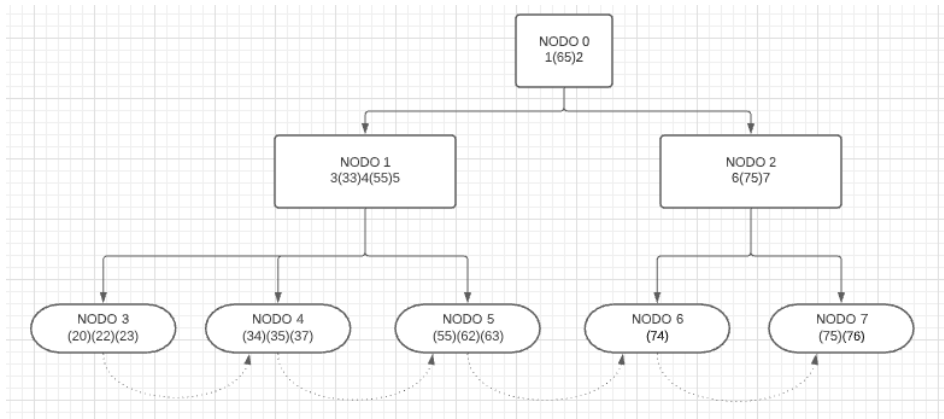 NODO 0
1(65)2
NODO 1
3(33)4(55)5
NODO 2
6(75)7
NODO 3
(20)(22)(23)
NODO 4
(34)(35)(37)
NODO 5
(55)(62)(63)
NODO 6
(74)
NODO 7
(75)(76)